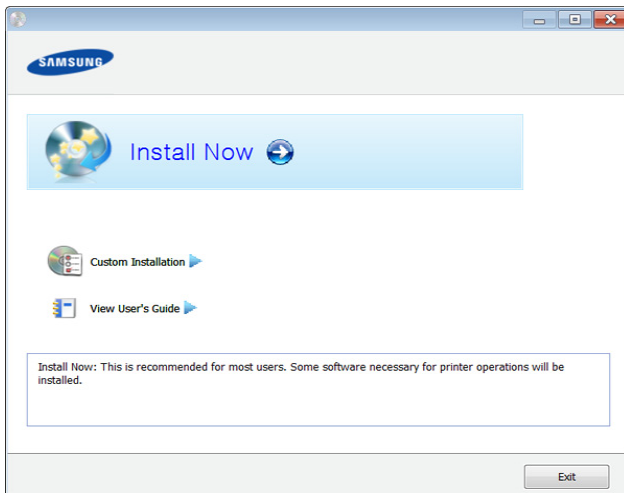 SAMSUNG
Install Now
Custom Installation
View User's Guide
Install Now: This is recommended for most users. Some software necessary for printer operations will be
installed.
Exit